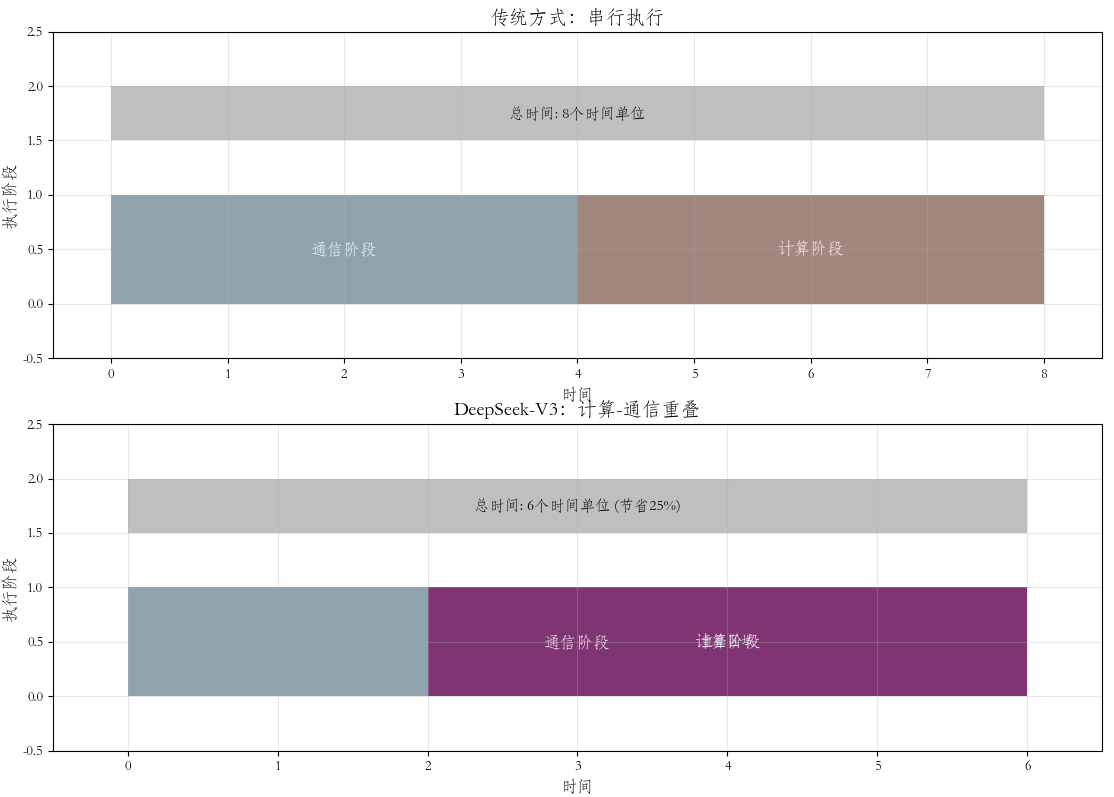 传统方式：串行执行
2.5
2.0
总时间: 8个时间单位
1.5
执行阶段
1.0
0.5
通信阶段
计算阶段
0.0
-0.5
0 1 2 3 4 5 6 7 8
时间
DeepSeek-V3：计算-通信重叠
2.5
2.0
总时间: 6个时间单位 (节省25%)
1.5
执行阶段
1.0
0.5
通信阶段
计算阶段
0.0
-0.5
0 1 2 3 4 5 6
时间